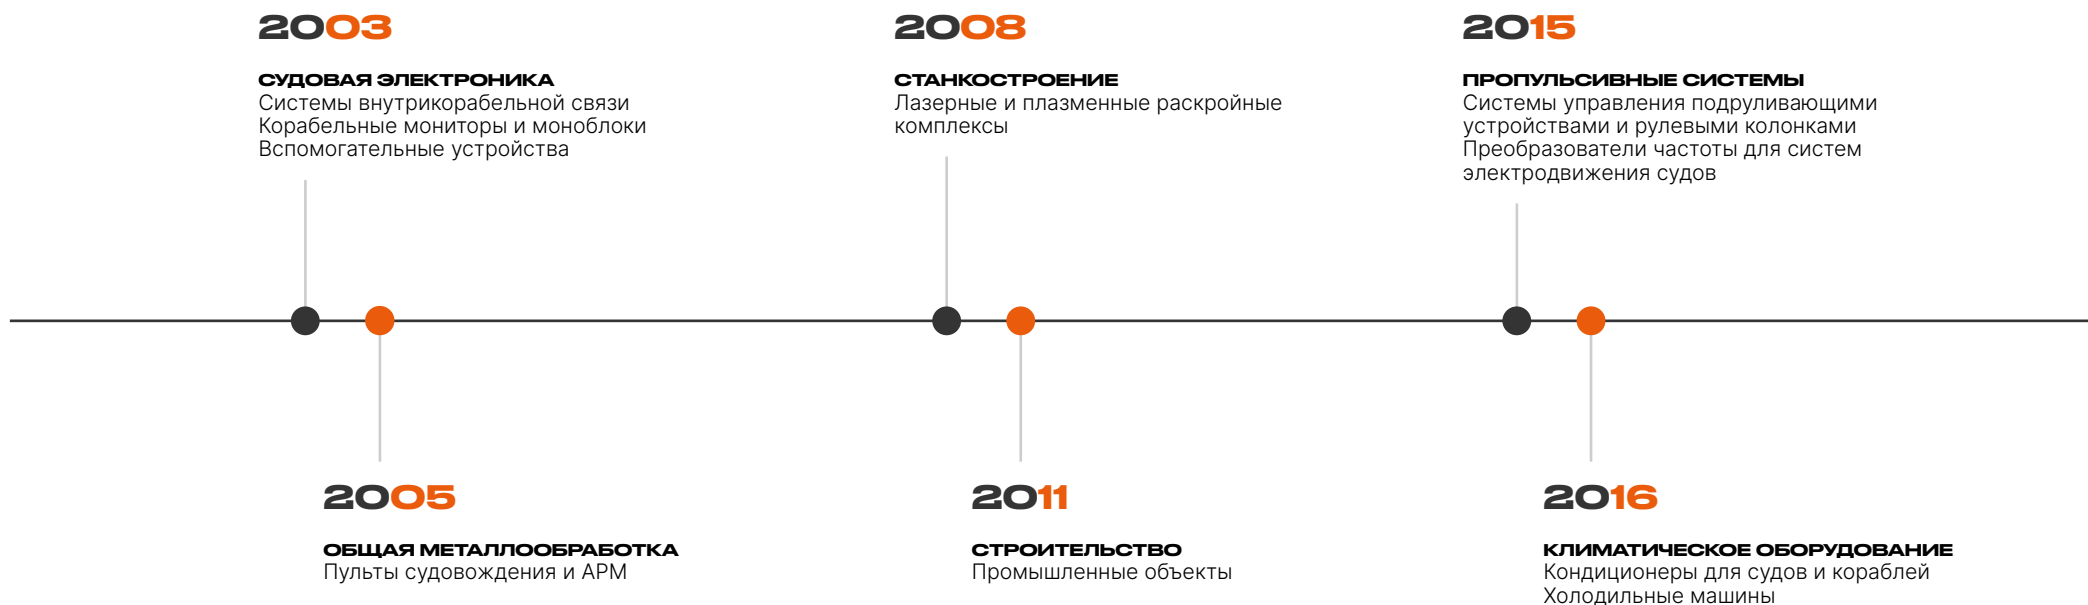 2003
СУДОВАЯ ЭЛЕКТРОНИКА
Системы внутрикорабельной связи
Корабельные мониторы и моноблоки
Вспомогательные устройства
2008
СТАНКОСТРОЕНИЕ
Лазерные и плазменные раскройные
комплексы
2015
ПРОПУЛЬСИВНЫЕ СИСТЕМЫ
Системы управления подруливающими
устройствами и рулевыми колонками
Преобразователи частоты для систем
электродвижения судов
2005
ОБЩАЯ МЕТАЛЛООБРАБОТКА
Пульты судовождения и АРМ
2011
СТРОИТЕЛЬСТВО
Промышленные объекты
2016
КЛИМАТИЧЕСКОЕ ОБОРУДОВАНИЕ
Кондиционеры для судов и кораблей
Холодильные машины